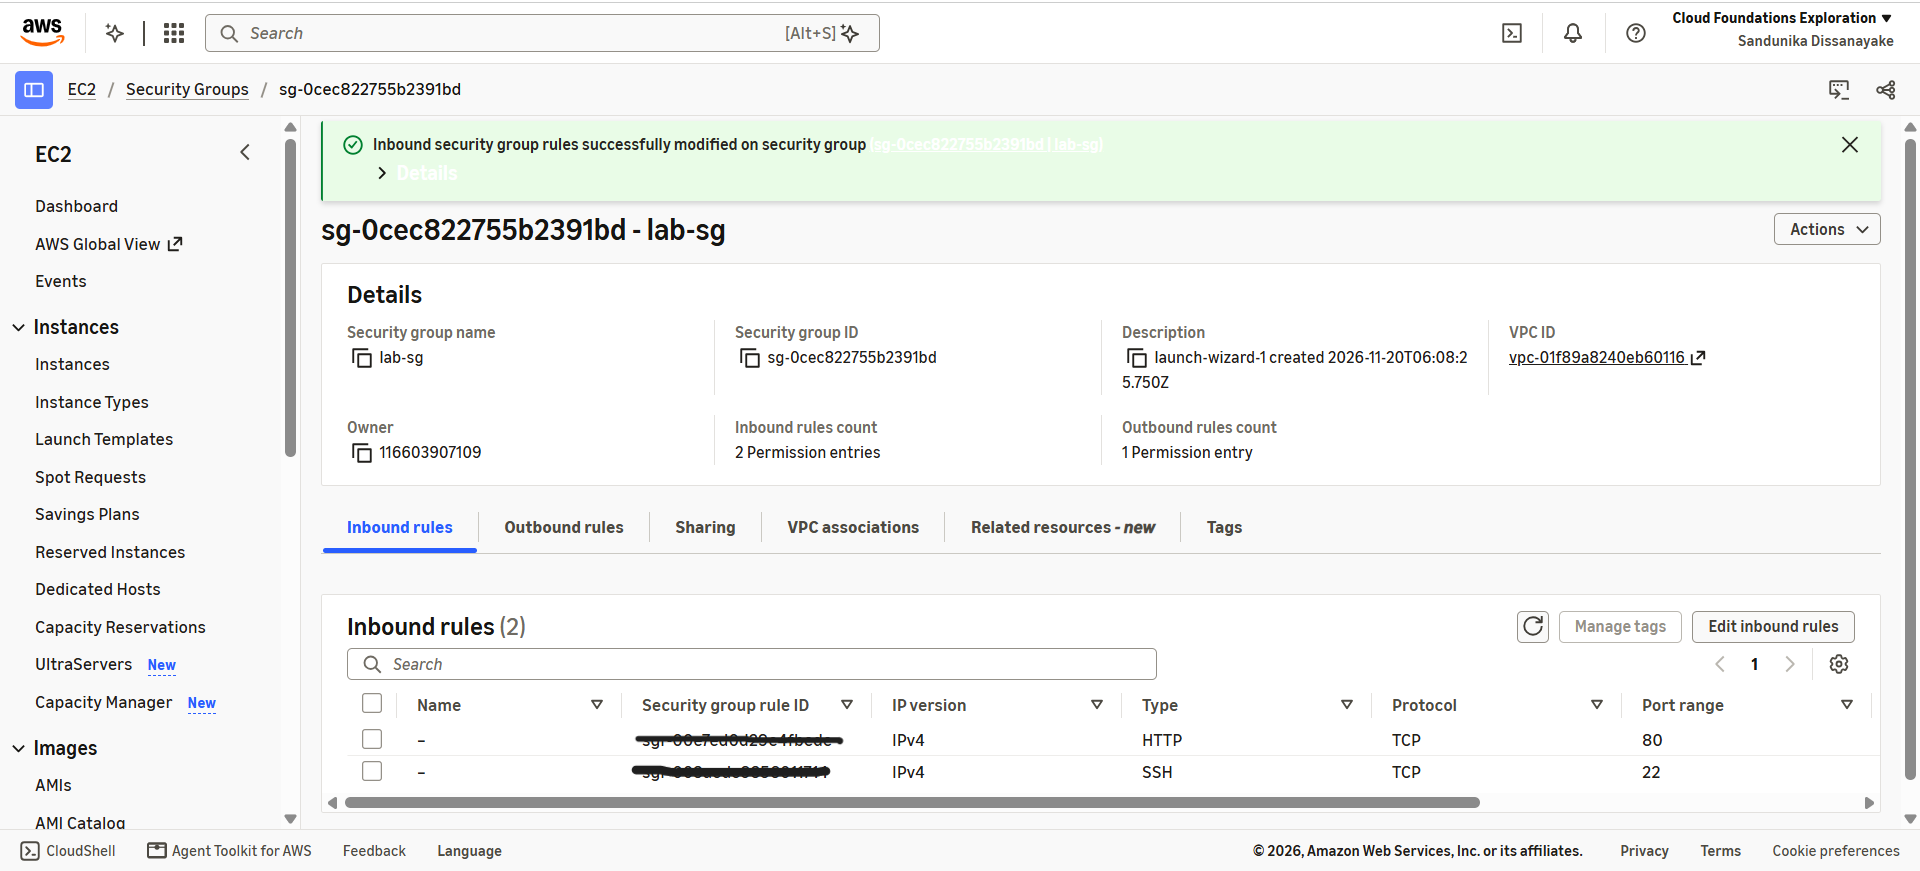 aws
Search [Alt+S]
Cloud Foundations Exploration
Sandunika Dissanayake
EC2 / Security Groups / sg-0cec822755b2391bd
EC2
Dashboard
AWS Global View
Events
Instances
Instances
Instance Types
Launch Templates
Spot Requests
Savings Plans
Reserved Instances
Dedicated Hosts
Capacity Reservations
UltraServers New
Capacity Manager New
Images
AMIs
AMI Catalog
Inbound security group rules successfully modified on security group (sg-0cec822755b2391bd | lab-sg)
Details
sg-0cec822755b2391bd - lab-sg
Actions
Details
Security group name
lab-sg
Security group ID
sg-0cec822755b2391bd
Description
launch-wizard-1 created 2026-11-20T06:08:2
5.750Z
VPC ID
vpc-01f89a8240eb60116
Owner
116603907109
Inbound rules count
2 Permission entries
Outbound rules count
1 Permission entry
Inbound rules Outbound rules Sharing VPC associations Related resources - new Tags
Inbound rules (2)
Manage tags Edit inbound rules
Search
1
Name Security group rule ID IP version Type Protocol Port range
– IPv4 HTTP TCP 80
– IPv4 SSH TCP 22
CloudShell Agent Toolkit for AWS Feedback Language
© 2026, Amazon Web Services, Inc. or its affiliates. Privacy Terms Cookie preferences